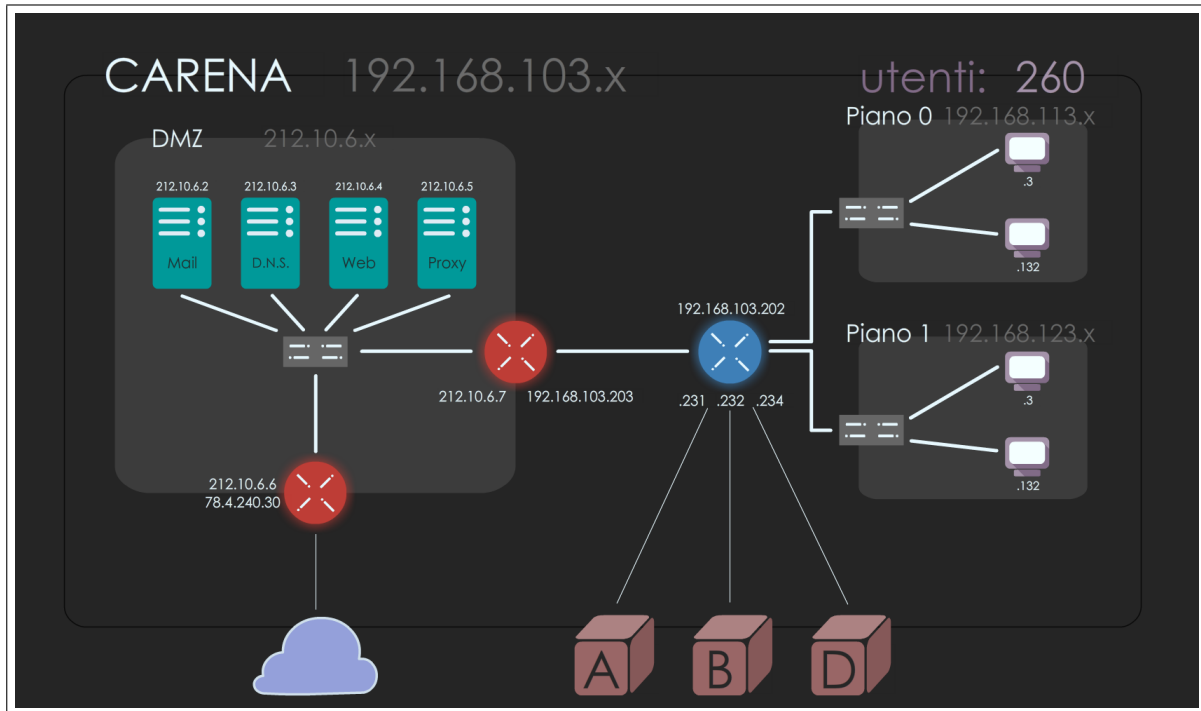 CARENA 192.168.103.x
utenti: 260
DMZ 212.10.6.x
212.10.6.2 212.10.6.3 212.10.6.4 212.10.6.5
Mail D.N.S. Web Proxy
212.10.6.7 192.168.103.203
212.10.6.6
78.4.240.30
192.168.103.202
.231 .232 .234
Piano 0 192.168.113.x
.3
.132
Piano 1 192.168.123.x
.3
.132
A B D